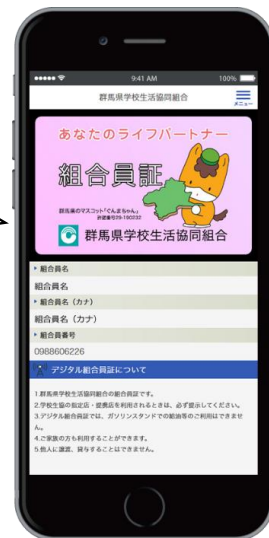 9:41 AM
100%
群馬県学校生活協同組合
メニュー
あなたのライフパートナー
組合員証
群馬県のマスコット「ぐんまちゃん」
許諾番号29-190232
群馬県学校生活協同組合
組合員名
組合員名
組合員名（カナ）
組合員名（カナ）
組合員番号
0988606226
デジタル組合員証について
1.群馬県学校生活協同組合の組合員証です。
2.学校生協の指定店・提携店を利用されるときは、必ず提示してください。
3.デジタル組合員証では、ガソリンスタンドでの給油等のご利用はできませ
ん。
4.ご家族の方も利用することができます。
5.他人に譲渡、貸与することはできません。